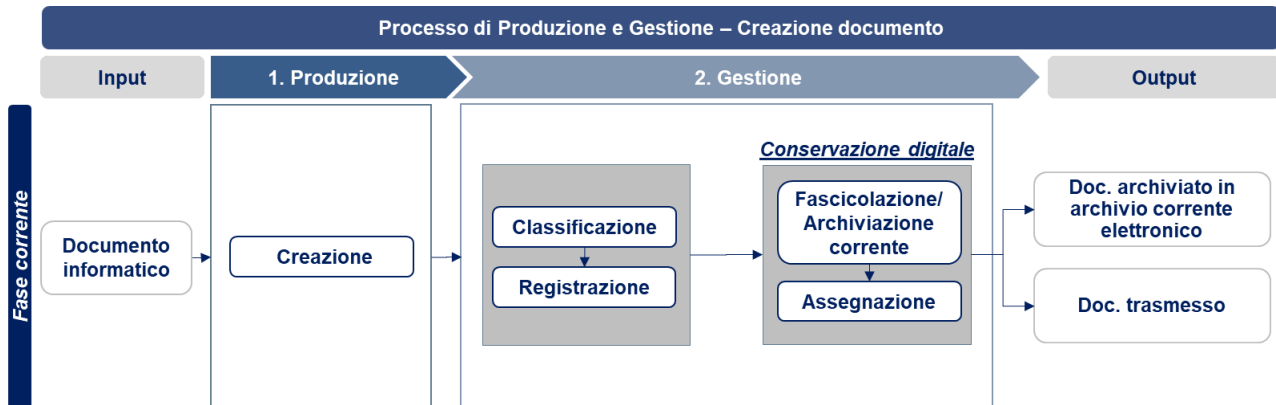 Processo di Produzione e Gestione – Creazione documento
Input
1. Produzione
2. Gestione
Output
Fase corrente
Documento
informatico
Creazione
Classificazione
Registrazione
Conservazione digitale
Fascicolazione/
Archiviazione
corrente
Assegnazione
Doc. archiviato in
archivio corrente
elettronico
Doc. trasmesso